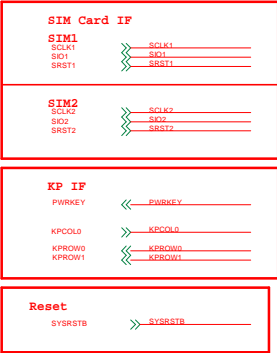 SIM Card IF
SIM1
SCLK1 SCLK1
SIO1 SIO1
SRST1 SRST1
SIM2
SCLK2 SCLK2
SIO2 SIO2
SRST2 SRST2
KP IF
PWRKEY PWRKEY
KPCOL0 KPCOL0
KPROW0 KPROW0
KPROW1 KPROW1
Reset
SYSRSTB SYSRSTB